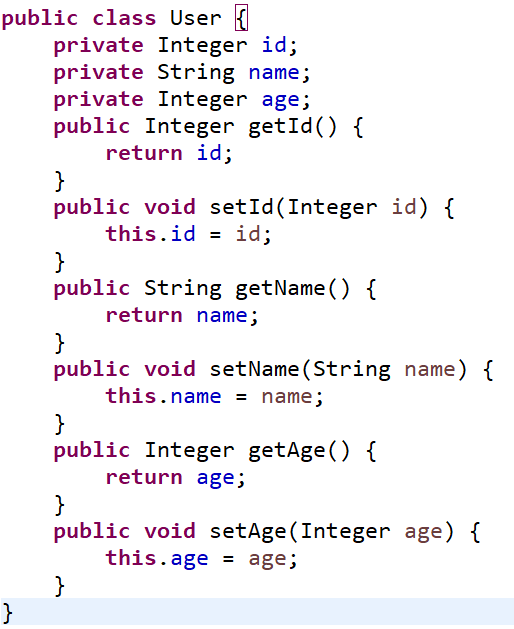 public class User {
    private Integer id;
    private String name;
    private Integer age;
    public Integer getId() {
        return id;
    }
    public void setId(Integer id) {
        this.id = id;
    }
    public String getName() {
        return name;
    }
    public void setName(String name) {
        this.name = name;
    }
    public Integer getAge() {
        return age;
    }
    public void setAge(Integer age) {
        this.age = age;
    }
}